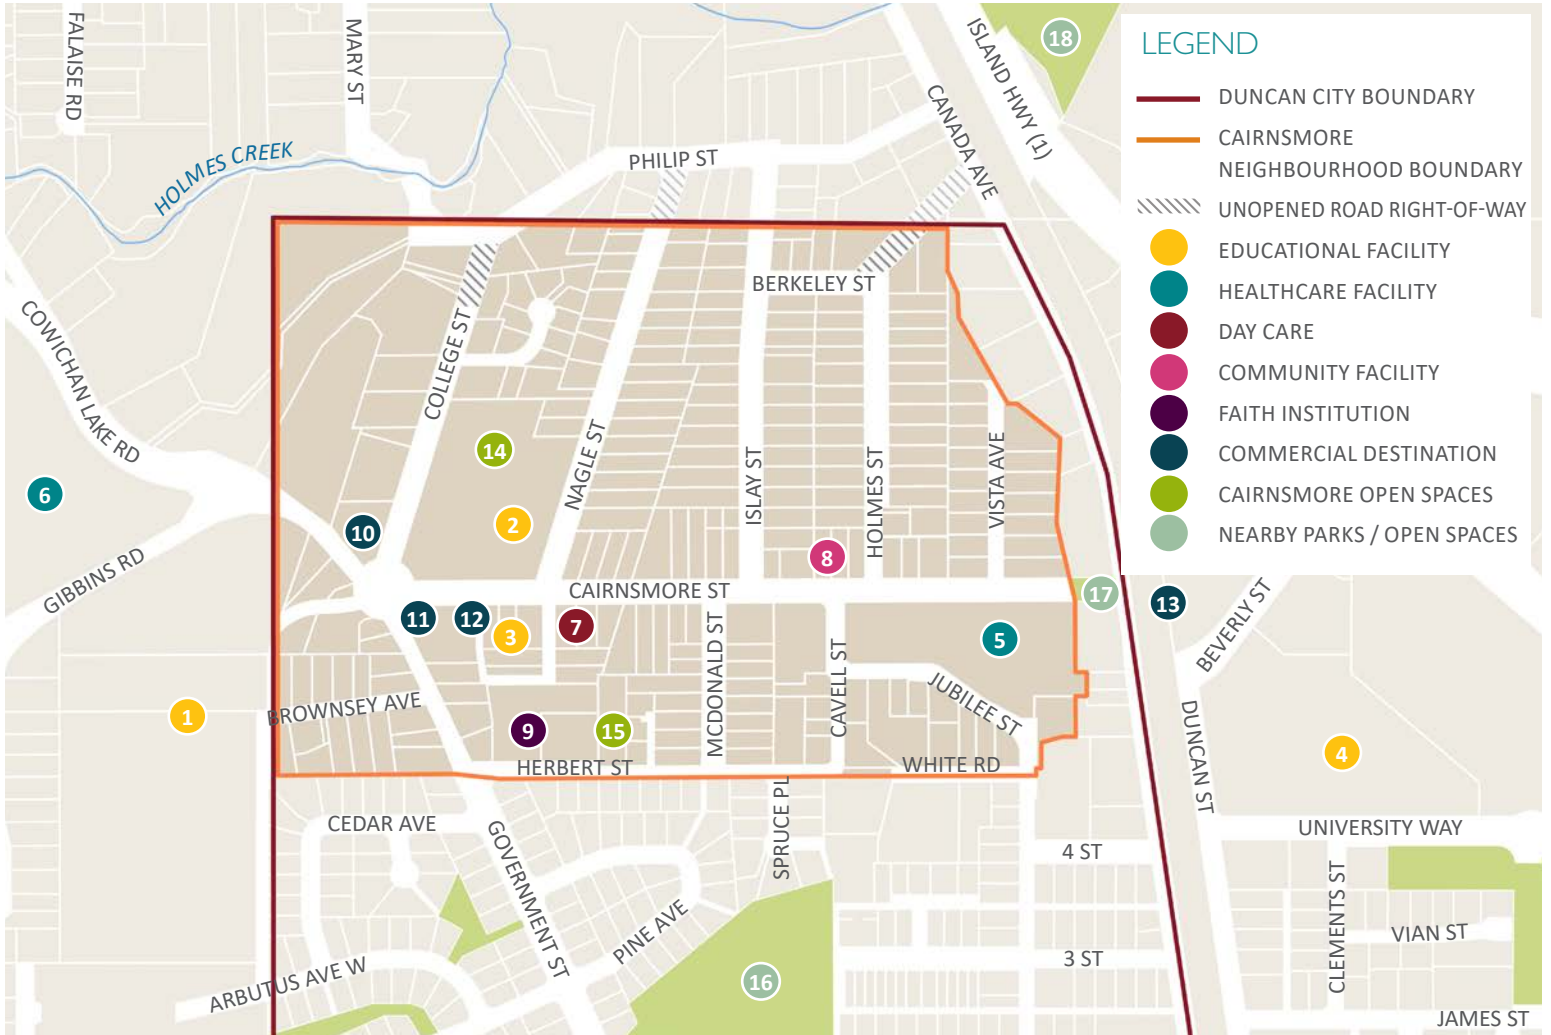 FALAISE RD
MARY ST
HOLMES CREEK
PHILIP ST
CANADA AVE
ISLAND HWY (1)
18
LEGEND
DUNCAN CITY BOUNDARY
CAIRNSMORE
NEIGHBOURHOOD BOUNDARY
UNOPENED ROAD RIGHT-OF-WAY
EDUCATIONAL FACILITY
HEALTHCARE FACILITY
DAY CARE
COMMUNITY FACILITY
FAITH INSTITUTION
COMMERCIAL DESTINATION
CAIRNSMORE OPEN SPACES
NEARBY PARKS / OPEN SPACES
BERKELEY ST
COWICHAN LAKE RD
COLLEGE ST
NAGLE ST
ISLAY ST
HOLMES ST
VISTA AVE
14
6
2
10
8
GIBBINS RD
CAIRNSMORE ST
17
13
11
12
3
7
5
MCDONALD ST
CAVELL ST
JUBILEE ST
BEVERLY ST
BROWNSEY AVE
1
9
15
HERBERT ST
WHITE RD
DUNCAN ST
4
CEDAR AVE
GOVERNMENT ST
SPRUCE PL
UNIVERSITY WAY
4 ST
CLEMENTS ST
PINE AVE
VIAN ST
3 ST
ARBUTUS AVE W
16
JAMES ST